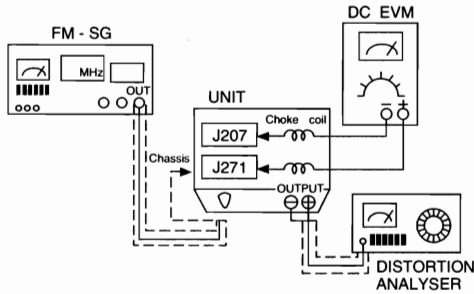 FM - SG
MHz
OUT
DC EVM
− +
UNIT
Choke coil
J207
J271
Chassis
OUTPUT
⊖ ⊕
DISTORTION
ANALYSER